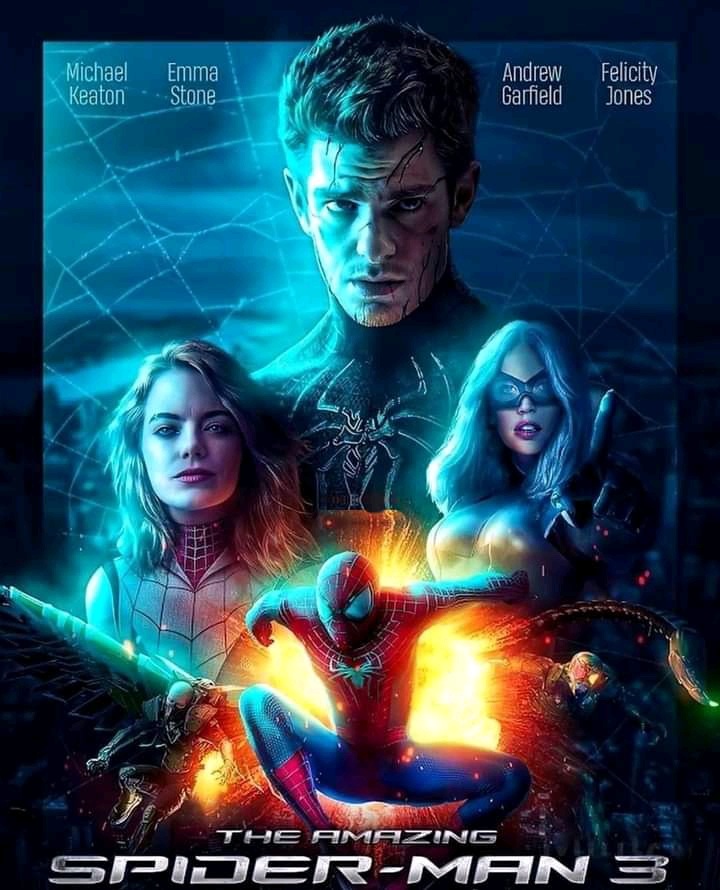 Michael
Keaton
Emma
Stone
Andrew
Garfield
Felicity
Jones
THE AMAZING
SPIDER-MAN 3